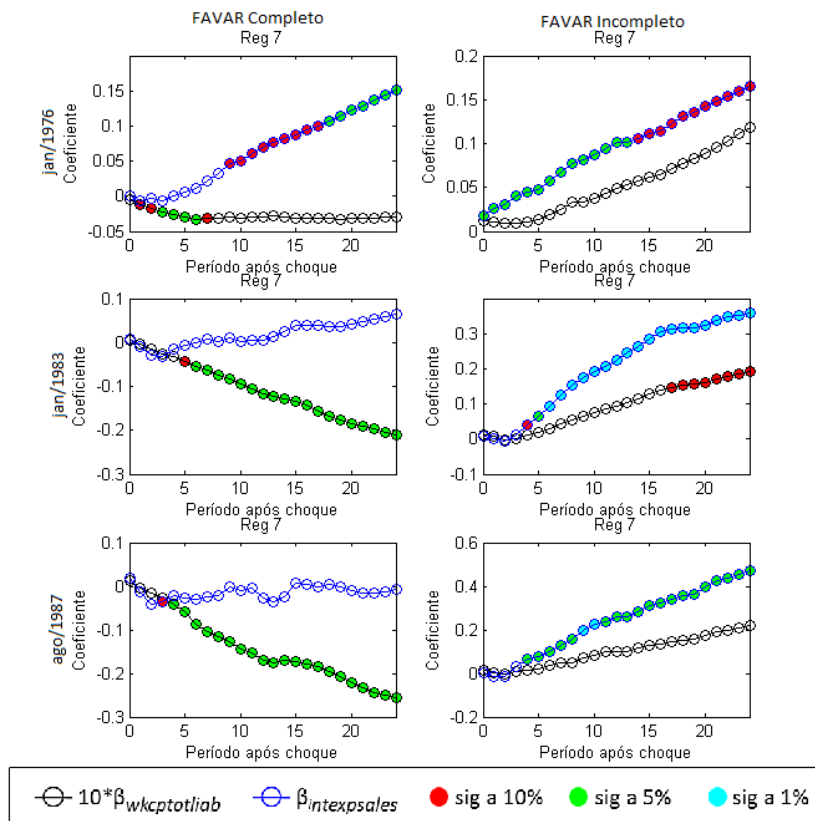 FAVAR Completo
FAVAR Incompleto
Reg 7
Reg 7
jan/1976
Coeficiente
0.15
0.1
0.05
0
-0.05
0 5 10 15 20
Período após choque
Coeficiente
0.2
0.15
0.1
0.05
0
0 5 10 15 20
Período após choque
Reg 7
Reg 7
jan/1983
Coeficiente
0.1
0
-0.1
-0.2
-0.3
0 5 10 15 20
Período após choque
Coeficiente
0.3
0.2
0.1
0
-0.1
0 5 10 15 20
Período após choque
Reg 7
Reg 7
ago/1987
Coeficiente
0.1
0
-0.1
-0.2
-0.3
0 5 10 15 20
Período após choque
Coeficiente
0.6
0.4
0.2
0
-0.2
0 5 10 15 20
Período após choque
10*βwkcptotliab βintexpsales sig a 10% sig a 5% sig a 1%